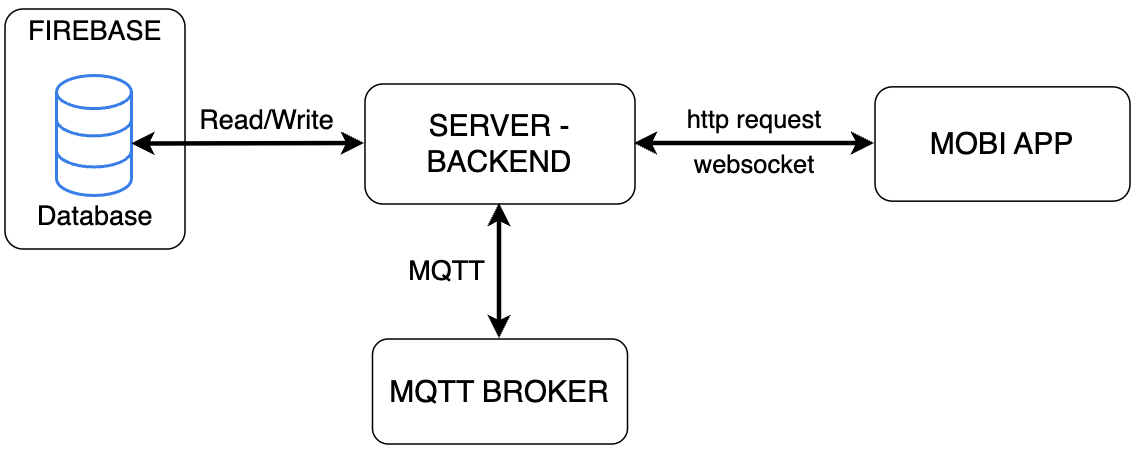 FIREBASE
Database
Read/Write
SERVER -
BACKEND
http request
websocket
MOBI APP
MQTT
MQTT BROKER